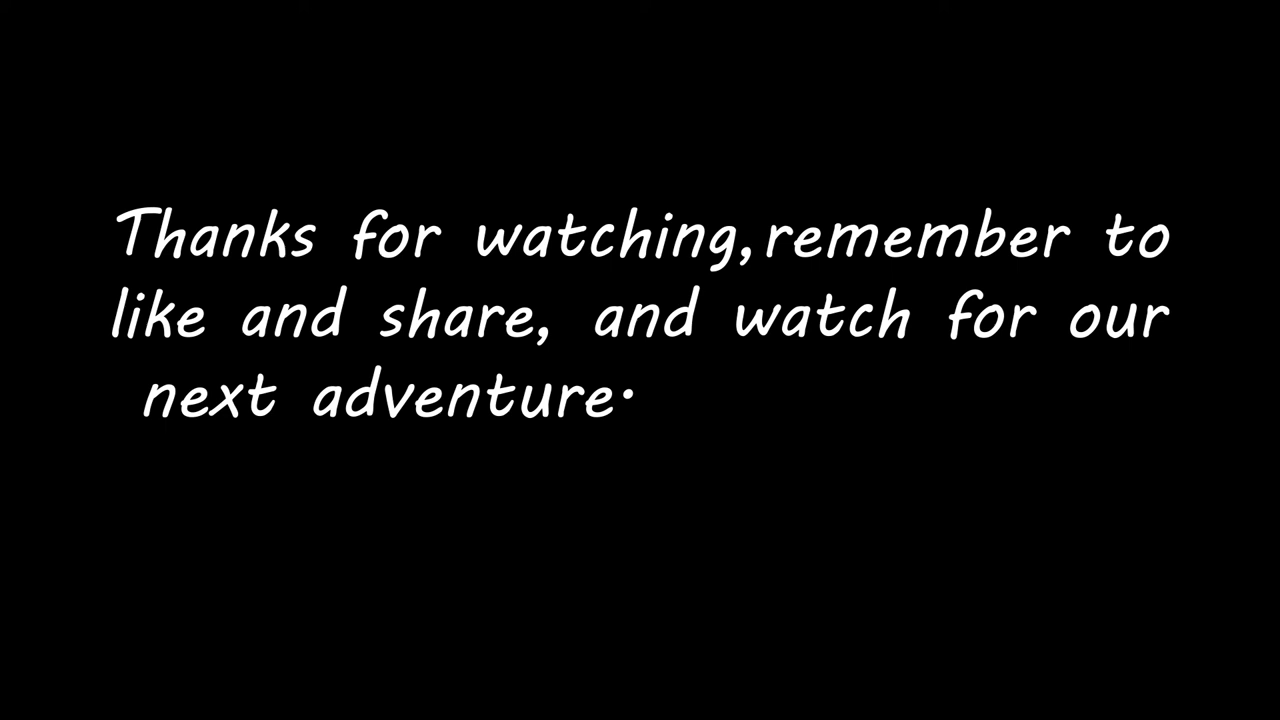 Thanks for watching,remember to
like and share, and watch for our
next adventure.